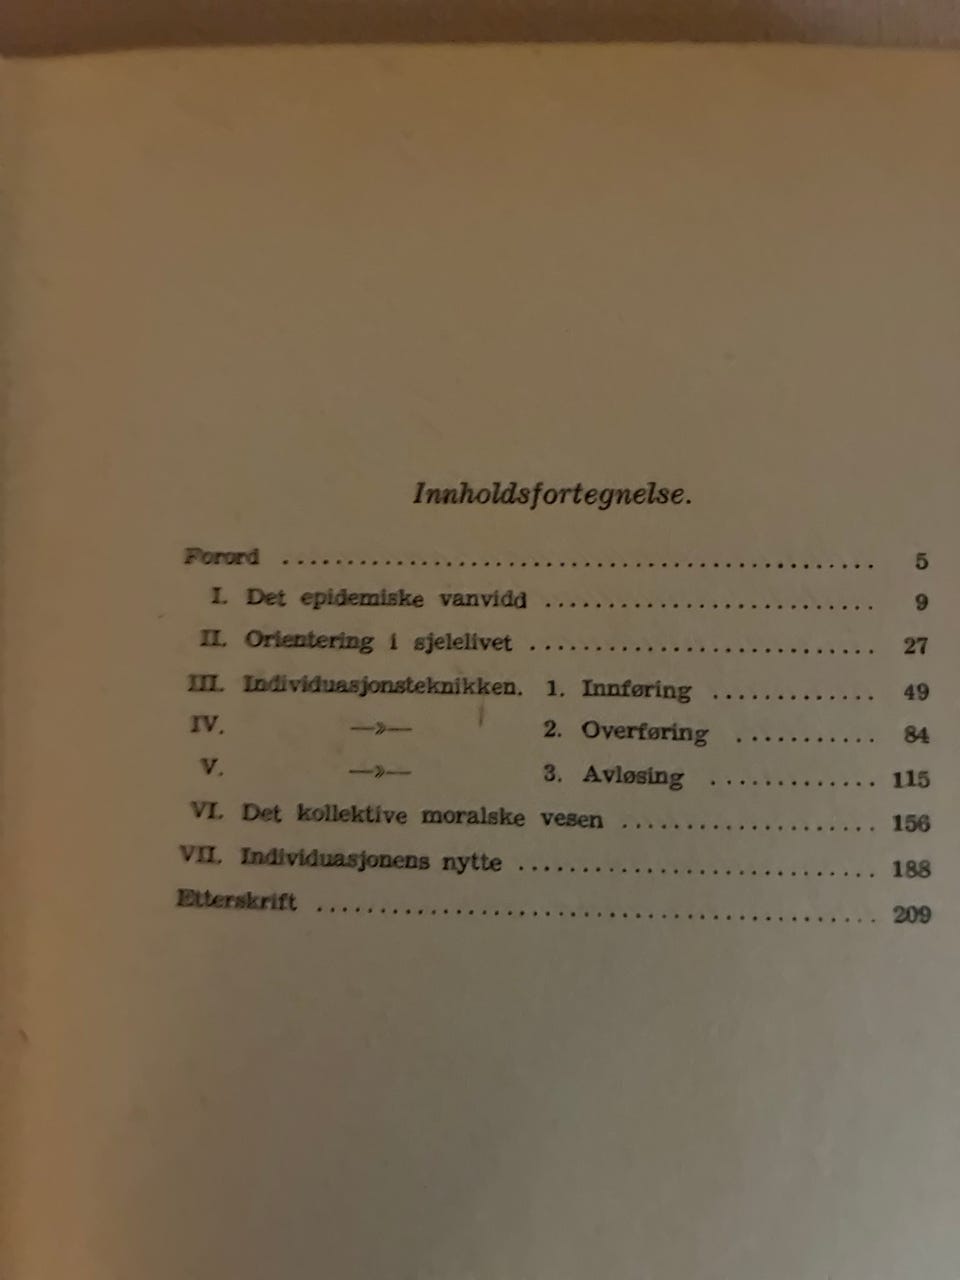 Innholdsfortegnelse.
Forord ........................................ 5
I. Det epidemiske vanvidd ........................ 9
II. Orientering i sjelelivet ......................... 27
III. Individuasjonsteknikken. 1. Innføring ............ 49
IV. —»— 2. Overføring ........... 84
V. —»— 3. Avløsing ............. 115
VI. Det kollektive moralske vesen .................... 156
VII. Individuasjonens nytte ............................ 188
Etterskrift ........................................ 209